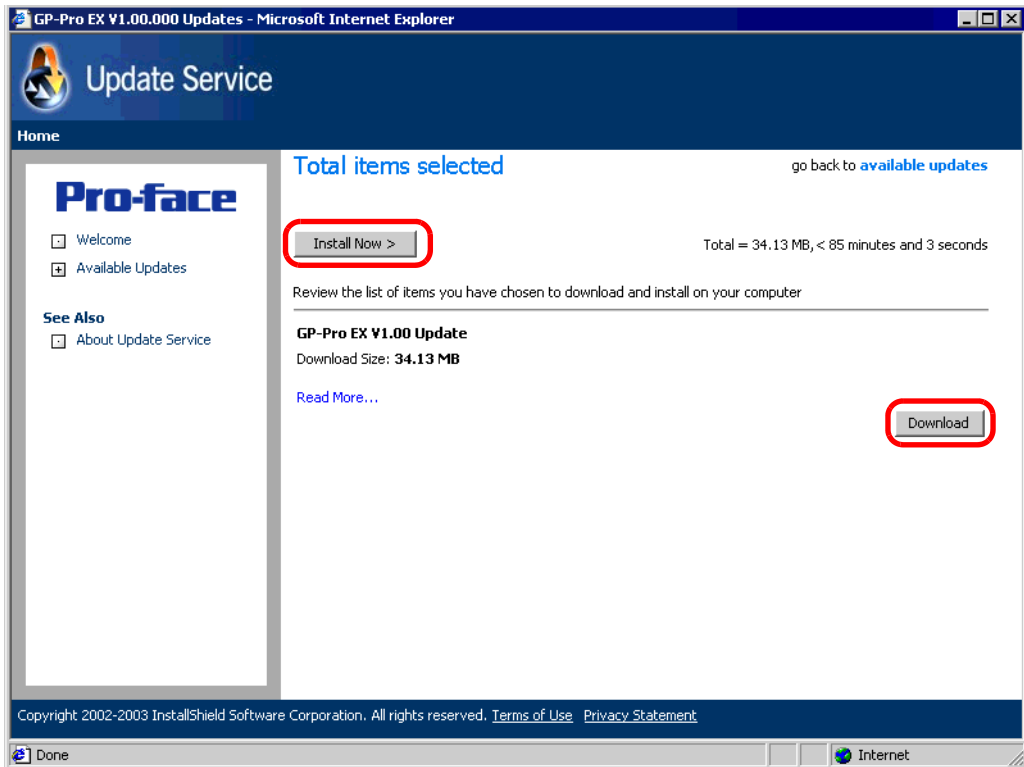 GP-Pro EX V1.00.000 Updates - Microsoft Internet Explorer
Update Service
Home
Pro-face
Welcome
Available Updates
See Also
About Update Service
Total items selected
go back to available updates
Install Now >
Total = 34.13 MB, < 85 minutes and 3 seconds
Review the list of items you have chosen to download and install on your computer
GP-Pro EX V1.00 Update
Download Size: 34.13 MB
Read More...
Download
Copyright 2002-2003 InstallShield Software Corporation. All rights reserved. Terms of Use Privacy Statement
Done
Internet